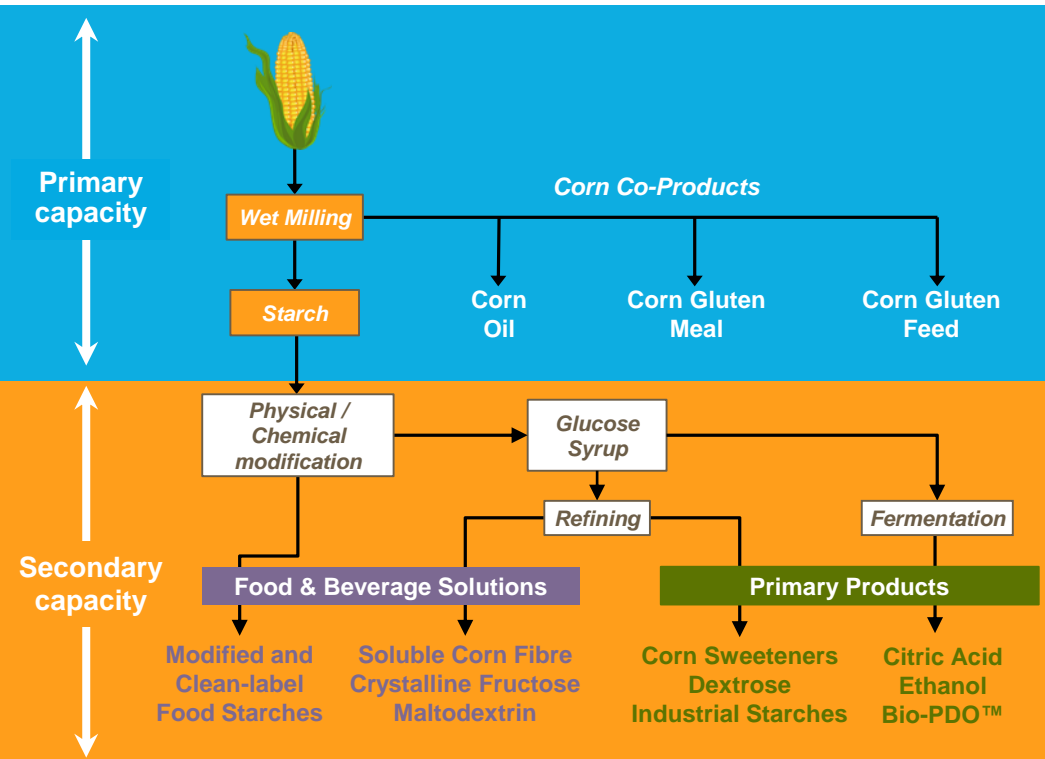 Primary
capacity
Corn Co-Products
Wet Milling
Starch
Corn
Oil
Corn Gluten
Meal
Corn Gluten
Feed
Physical /
Chemical
modification
Glucose
Syrup
Refining
Fermentation
Secondary
capacity
Food & Beverage Solutions
Primary Products
Modified and
Clean-label
Food Starches
Soluble Corn Fibre
Crystalline Fructose
Maltodextrin
Corn Sweeteners
Dextrose
Industrial Starches
Citric Acid
Ethanol
Bio-PDO™